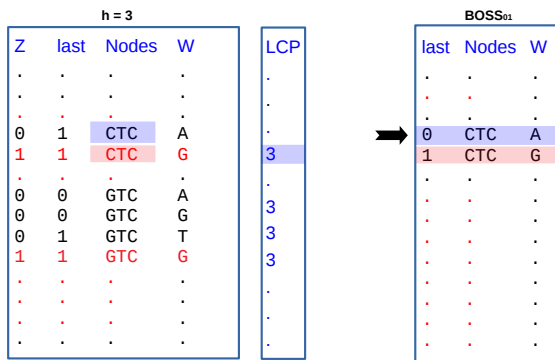 h = 3 BOSS01
Z last Nodes W LCP last Nodes W
. . . . . . . .
. . . . . . . .
. . . . . . . .
0 1 CTC A 0 CTC A
1 1 CTC G 3 1 CTC G
. . . . . . .
0 0 GTC A 3 . . .
0 0 GTC G 3 . . .
0 1 GTC T 3 . . .
1 1 GTC G . . .
. . . . . . . .
. . . . . . . .
. . . . . . . .
. . . . . . .